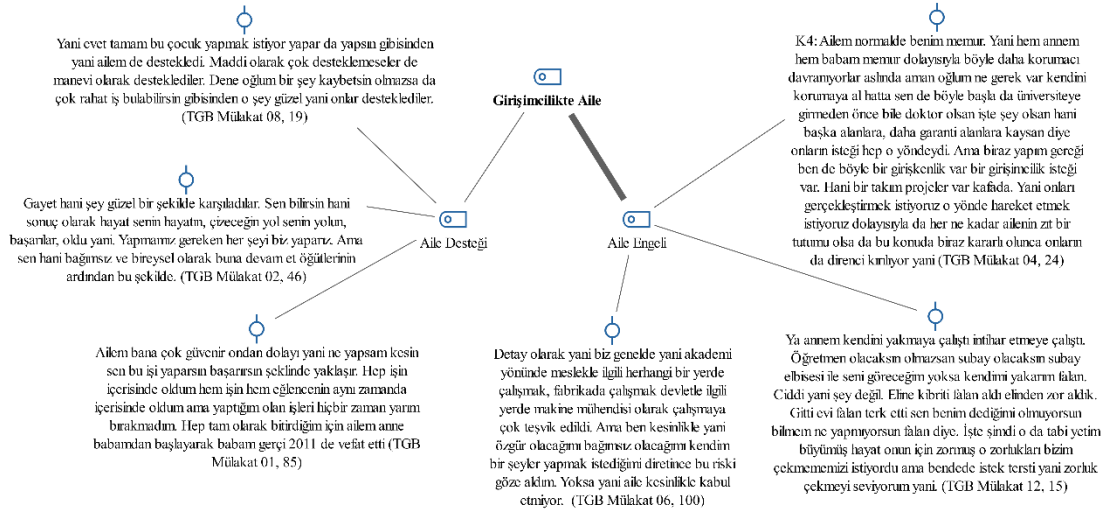 Yani evet tamam bu çocuk yapmak istiyor yapar da yapsın gibisinden
yani ailem de destekledi. Maddi olarak çok desteklemeseler de
manevi olarak desteklediler. Dene oğlum bir şey kaybetsin olmazsa da
çok rahat iş bulabilirsin gibisinden o şey güzel yani onlar desteklediler.
(TGB Mülakat 08, 19)
Girişimcilikte Aile
K4: Ailem normalde benim memur. Yani hem annem
hem babam memur dolayısıyla böyle daha korumacı
davranıyorlar aslında aman oğlum ne gerek var kendini
korumaya al hatta sen de böyle başla da üniversiteye
girmeden önce bile doktor olsan işte şey olsan hani
başka alanlara, daha garanti alanlara kaysan diye
onların isteği hep o yöndeydi. Ama biraz yapım gereği
ben de böyle bir girişkenlik var bir girişimcilik isteği
var. Hani bir takım projeler var kafada. Yani onları
gerçekleştirmek istiyoruz o yönde hareket etmek
istiyoruz dolayısıyla da her ne kadar ailenin zıt bir
tutumu olsa da bu konuda biraz kararlı olunca onların
da direnci kırılıyor yani (TGB Mülakat 04, 24)
Gayet hani şey güzel bir şekilde karşıladılar. Sen bilirsin hani
sonuç olarak hayat senin hayatın, çizeceğin yol senin yolun,
başarılar, oldu yani. Yapmamız gereken her şeyi biz yaparız. Ama
sen hani bağımsız ve bireysel olarak buna devam et öğütlerinin
ardından bu şekilde. (TGB Mülakat 02, 46)
Aile Desteği
Aile Engeli
Ailem bana çok güvenir ondan dolayı yani ne yapsam kesin
sen bu işi yaparsın başarırsın şeklinde yaklaşır. Hep işin
içerisinde oldum hem işin hem eğlencenin aynı zamanda
içerisinde oldum ama yaptığım olan işleri hiçbir zaman yarım
bırakmadım. Hep tam olarak bitirdiğim için ailem anne
babamdan başlayarak babam gerçi 2011 de vefat etti (TGB
Mülakat 01, 85)
Detay olarak yani biz genelde yani akademi
yönünde meslekle ilgili herhangi bir yerde
çalışmak, fabrikada çalışmak devletle ilgili
yerde makine mühendisi olarak çalışmaya
çok teşvik edildi. Ama ben kesinlikle yani
özgür olacağımı bağımsız olacağımı kendim
bir şeyler yapmak istediğimi diretince bu riski
göze aldım. Yoksa yani aile kesinlikle kabul
etmiyor. (TGB Mülakat 06, 100)
Ya annem kendini yakmaya çalıştı intihar etmeye çalıştı.
Öğretmen olacaksın olmazsan subay olacaksın subay
elbisesi ile seni göreceğim yoksa kendimi yakarım falan.
Ciddi yani şey değil. Eline kibriti falan aldı elinden zor aldık.
Gitti evi falan terk etti sen benim dediğimi olmuyorsun
bilmem ne yapmıyorsun falan diye. İşte şimdi o da tabi yetim
büyümüş hayat onun için zormuş o zorlukları bizim
çekmememizi istiyordu ama bendede istek tersti yani zorluk
çekmeyi seviyorum yani. (TGB Mülakat 12, 15)